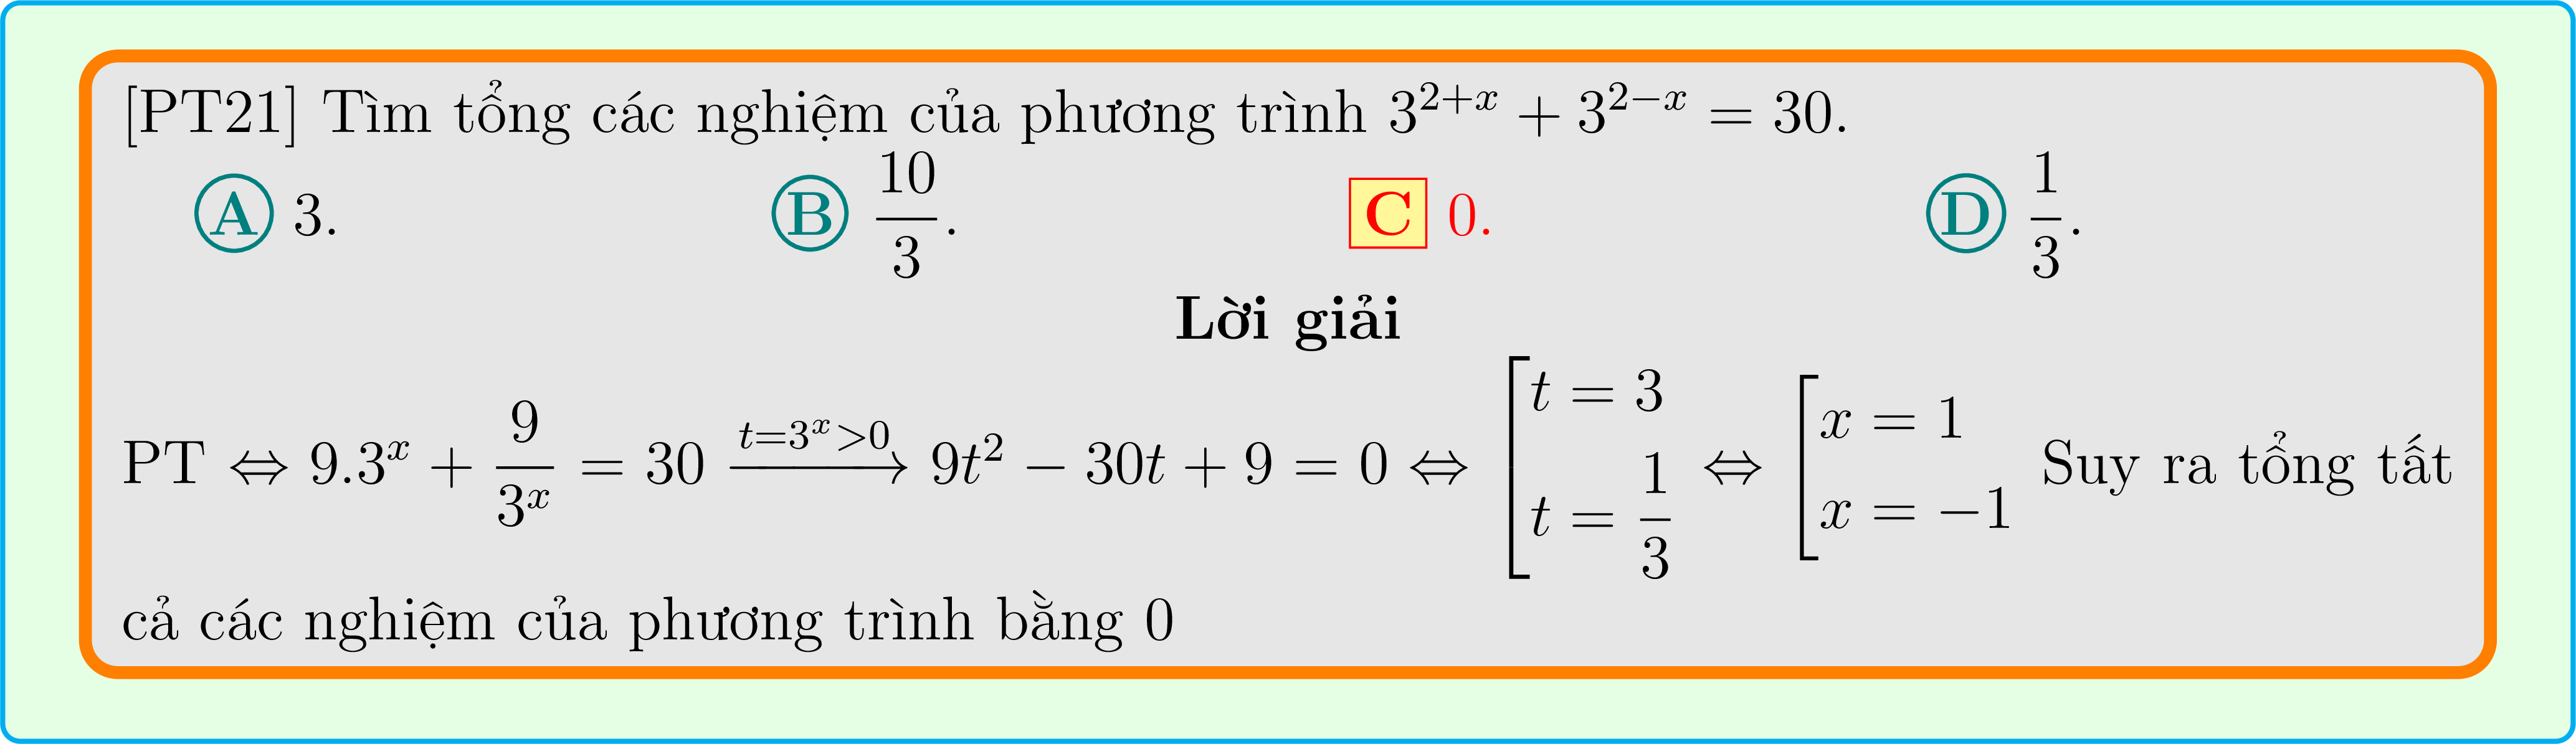 [PT21] Tìm tổng các nghiệm của phương trình $3^{2+x} + 3^{2-x} = 30$.
A 3. B $\frac{10}{3}$. C 0. D $\frac{1}{3}$.
Lời giải
PT $\Leftrightarrow 9.3^x + \frac{9}{3^x} = 30 \xrightarrow{t=3^x>0} 9t^2 - 30t + 9 = 0 \Leftrightarrow \left[\begin{array}{l} t = 3 \\ t = \frac{1}{3} \end{array}\right. \Leftrightarrow \left[\begin{array}{l} x = 1 \\ x = -1 \end{array}\right.$ Suy ra tổng tất
cả các nghiệm của phương trình bằng 0